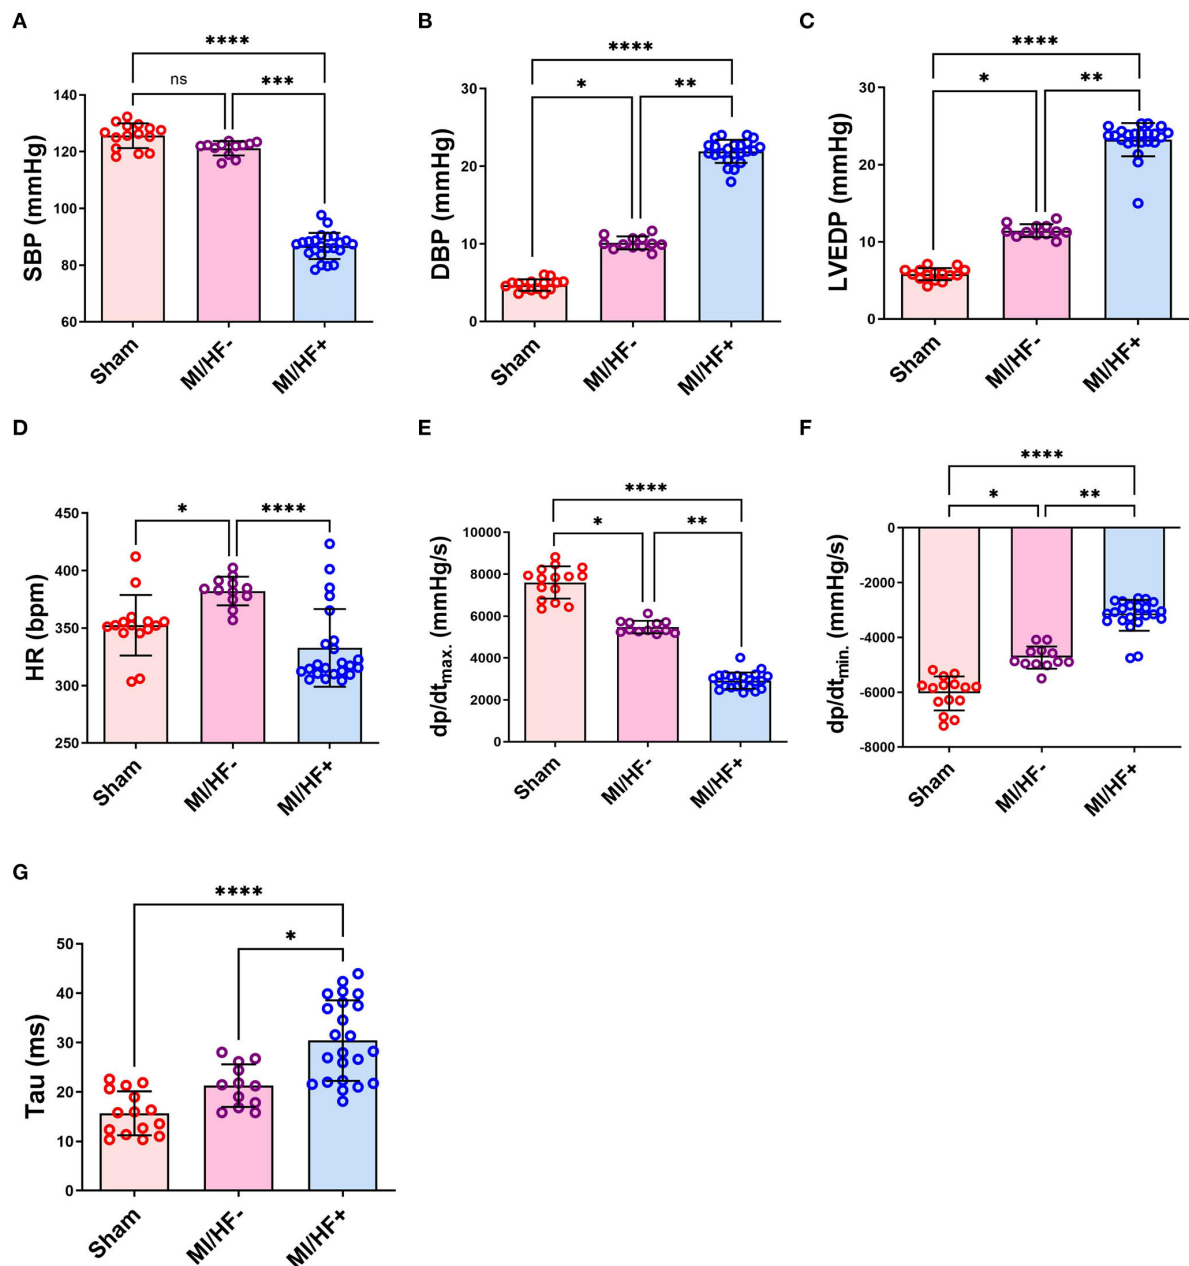 A
B
C
****
ns
***
SBP (mmHg)
140
120
100
80
60
Sham
MI/HF-
MI/HF+
****
*
**
DBP (mmHg)
30
20
10
0
Sham
MI/HF-
MI/HF+
****
*
**
LVEDP (mmHg)
30
20
10
0
Sham
MI/HF-
MI/HF+
D
E
F
*
****
HR (bpm)
450
400
350
300
250
Sham
MI/HF-
MI/HF+
****
*
**
dp/dtmax. (mmHg/s)
10000
8000
6000
4000
2000
0
Sham
MI/HF-
MI/HF+
****
*
**
dp/dtmin. (mmHg/s)
0
-2000
-4000
-6000
-8000
Sham
MI/HF-
MI/HF+
G
****
*
Tau (ms)
50
40
30
20
10
0
Sham
MI/HF-
MI/HF+